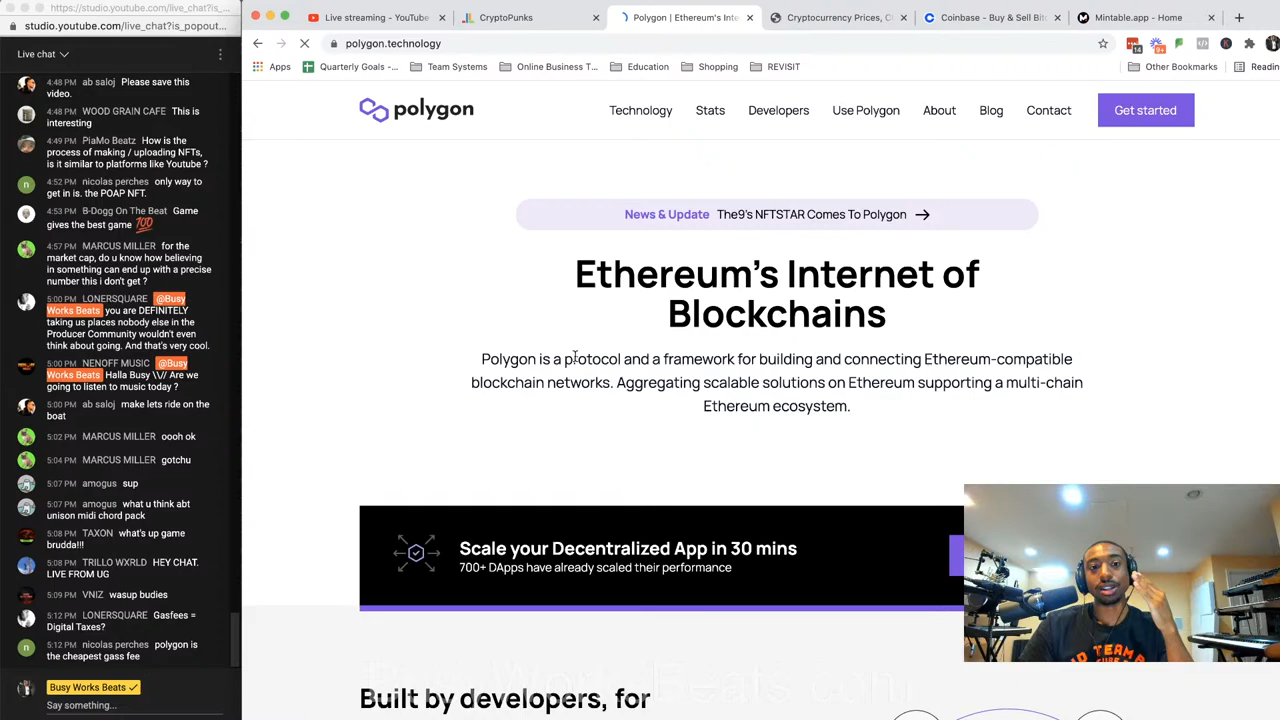 https://studio.youtube.com/live_chat?is_...
studio.youtube.com/live_chat?is_popout...
Live chat
4:48 PM ab saloj Please save this
video.
4:48 PM WOOD GRAIN CAFE This is
interesting
4:49 PM PiaMo Beatz How is the
process of making / uploading NFTs,
is it similar to platforms like Youtube ?
4:52 PM nicolas perches only way to
get in is. the POAP NFT.
4:53 PM B-Dogg On The Beat Game
gives the best game 💯
4:57 PM MARCUS MILLER for the
market cap, do u know how believing
in something can end up with a precise
number this i don't get ?
5:00 PM LONERSQUARE @Busy
Works Beats you are DEFINITELY
taking us places nobody else in the
Producer Community wouldn't even
think about going. And that's very cool.
5:00 PM NENOFF MUSIC @Busy
Works Beats Halla Busy \\// Are we
going to listen to music today ?
5:00 PM ab saloj make lets ride on the
boat
5:02 PM MARCUS MILLER oooh ok
5:04 PM MARCUS MILLER gotchu
5:07 PM amogus sup
5:07 PM amogus what u think abt
unison midi chord pack
5:08 PM TAXON what's up game
brudda!!!
5:08 PM TRILLO WXRLD HEY CHAT.
LIVE FROM UG
5:09 PM VNIZ wasup budies
5:12 PM LONERSQUARE Gasfees =
Digital Taxes?
5:12 PM nicolas perches polygon is
the cheapest gass fee
Busy Works Beats
Say something...
Live streaming - YouTube
CryptoPunks
Polygon | Ethereum's Inte
Cryptocurrency Prices, C
Coinbase - Buy & Sell Bitc
Mintable.app - Home
polygon.technology
14
Apps
Quarterly Goals -...
Team Systems
Online Business T...
Education
Shopping
REVISIT
Other Bookmarks
Readin
polygon
Technology
Stats
Developers
Use Polygon
About
Blog
Contact
Get started
News & Update The9's NFTSTAR Comes To Polygon
Ethereum's Internet of
Blockchains
Polygon is a protocol and a framework for building and connecting Ethereum-compatible
blockchain networks. Aggregating scalable solutions on Ethereum supporting a multi-chain
Ethereum ecosystem.
Scale your Decentralized App in 30 mins
700+ DApps have already scaled their performance
Built by developers, for